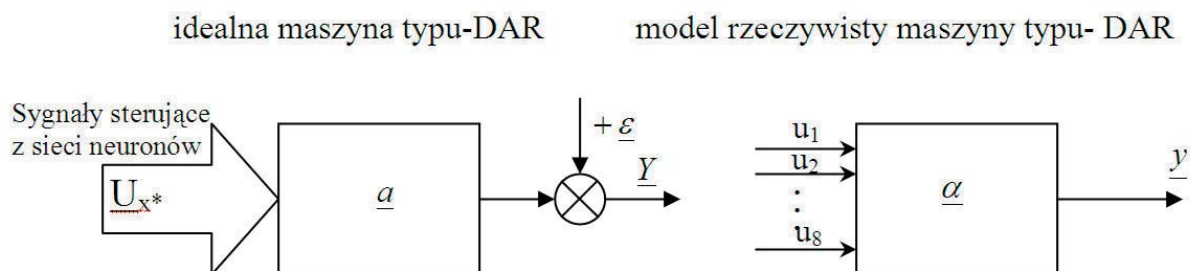 idealna maszyna typu-DAR
model rzeczywisty maszyny typu- DAR
Sygnały sterujące
z sieci neuronów
Ux*
a
+ ε
Y
u1
u2
u8
α
y